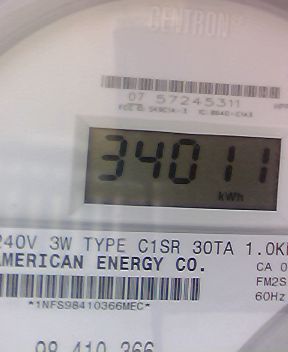 CENTRON
07 57245311
34011
kWh
240V 3W TYPE C1SR 30TA 1.0K
AMERICAN ENERGY CO.
CA 0
FM2S
60Hz
*1NFS98410366MEC*
98 410 366